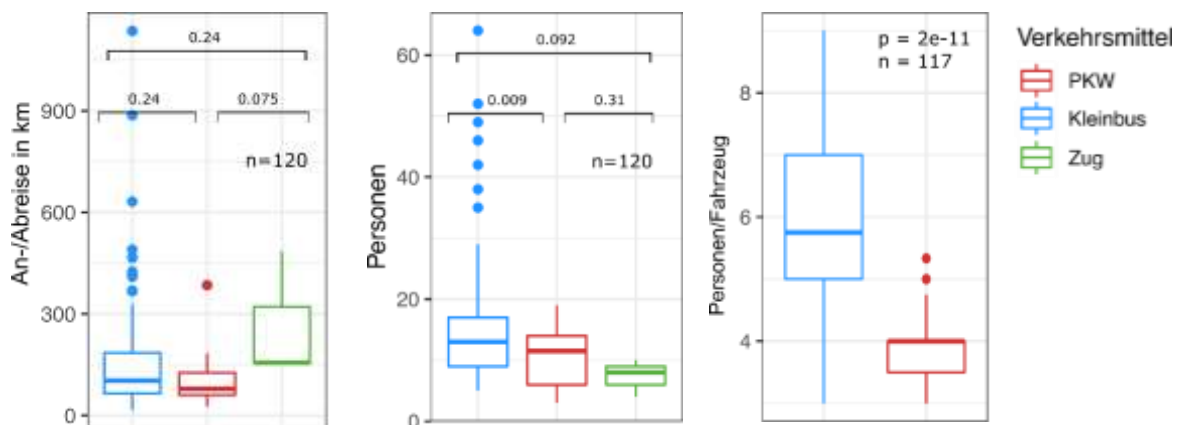 An-/Abreise in km
900
600
300
0
0.24
0.24
0.075
n=120
Personen
60
40
20
0
0.092
0.009
0.31
n=120
Personen/Fahrzeug
8
6
4
p = 2e-11
n = 117
Verkehrsmittel
PKW
Kleinbus
Zug